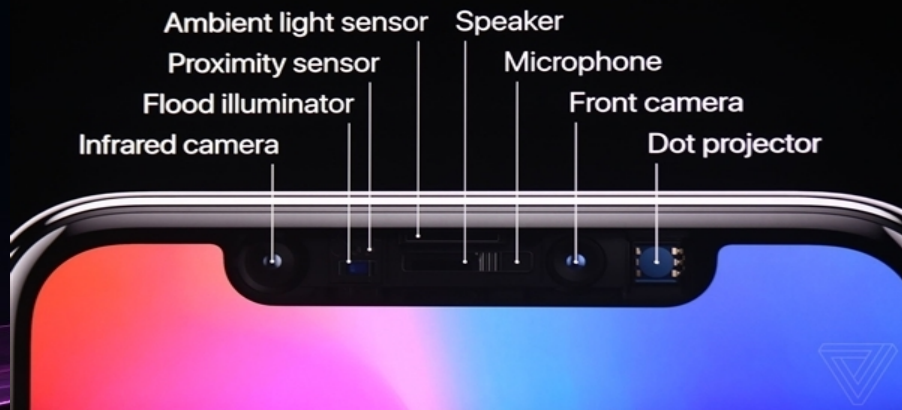 Ambient light sensor
Speaker
Proximity sensor
Microphone
Flood illuminator
Front camera
Infrared camera
Dot projector